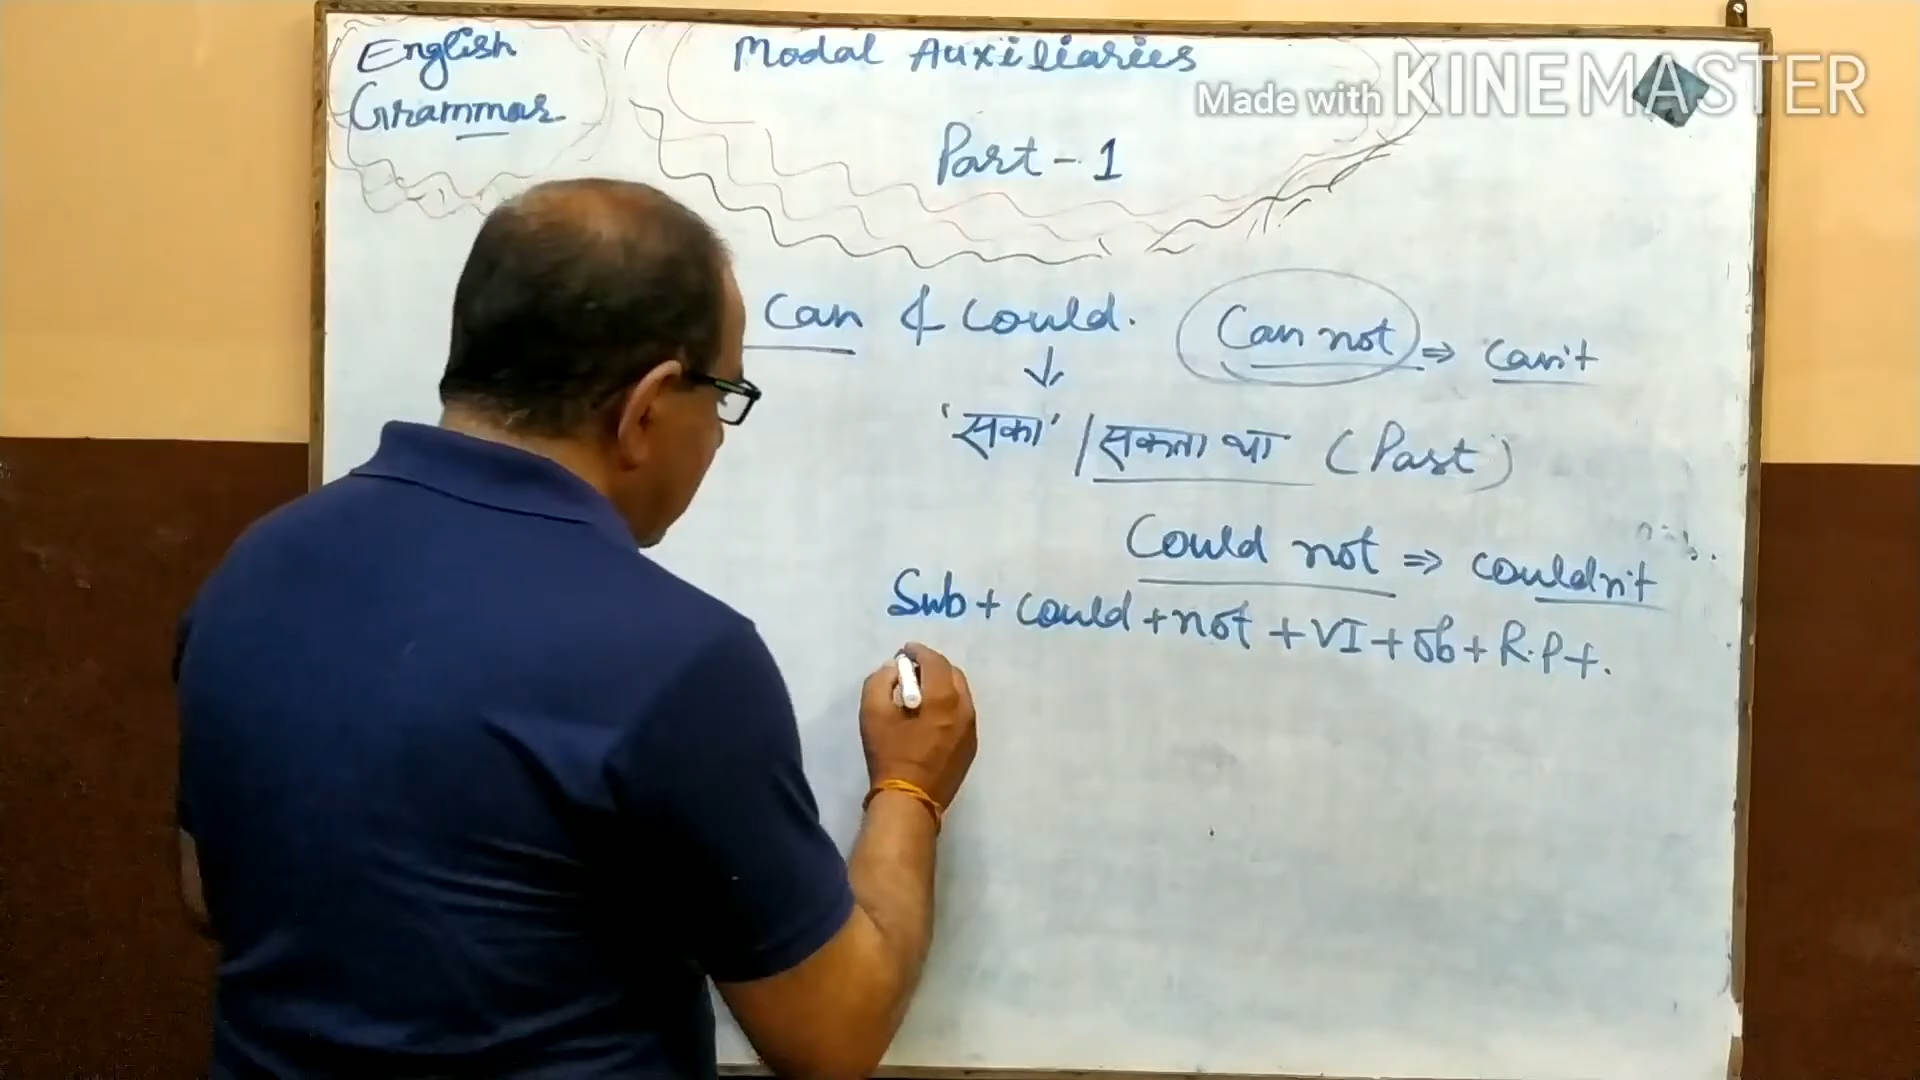 English
Grammar
Modal Auxiliaries
Made with KINEMASTER
Part - 1
Can & Could.
Can not ⇒ can't
↓
'सका' / सकता था (Past)
Could not ⇒ couldn't
Sub + could + not + VI + ob + R.Pt.